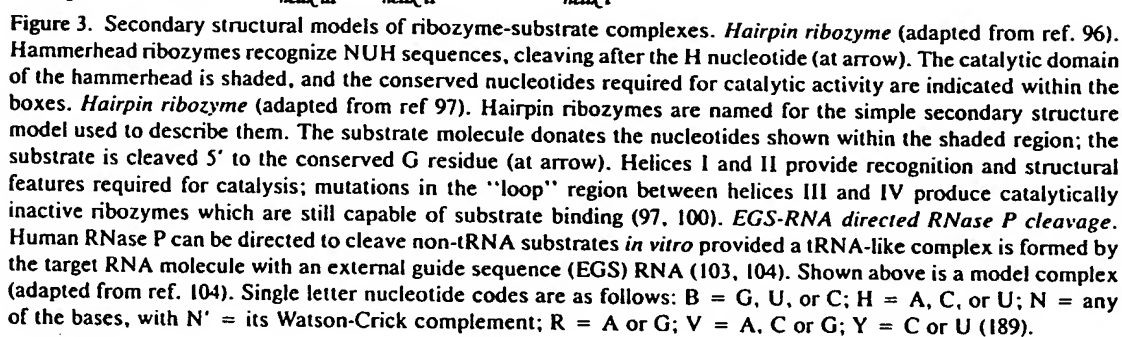 Figure 3. Secondary structural models of ribozyme-substrate complexes. Hairpin ribozyme (adapted from ref. 96).
Hammerhead ribozymes recognize NUH sequences, cleaving after the H nucleotide (at arrow). The catalytic domain
of the hammerhead is shaded, and the conserved nucleotides required for catalytic activity are indicated within the
boxes. Hairpin ribozyme (adapted from ref 97). Hairpin ribozymes are named for the simple secondary structure
model used to describe them. The substrate molecule donates the nucleotides shown within the shaded region; the
substrate is cleaved 5' to the conserved G residue (at arrow). Helices I and II provide recognition and structural
features required for catalysis; mutations in the "loop" region between helices III and IV produce catalytically
inactive ribozymes which are still capable of substrate binding (97, 100). EGS-RNA directed RNase P cleavage.
Human RNase P can be directed to cleave non-tRNA substrates in vitro provided a tRNA-like complex is formed by
the target RNA molecule with an external guide sequence (EGS) RNA (103, 104). Shown above is a model complex
(adapted from ref. 104). Single letter nucleotide codes are as follows: B = G, U, or C; H = A, C, or U; N = any
of the bases, with N' = its Watson-Crick complement; R = A or G; V = A, C or G; Y = C or U (189).